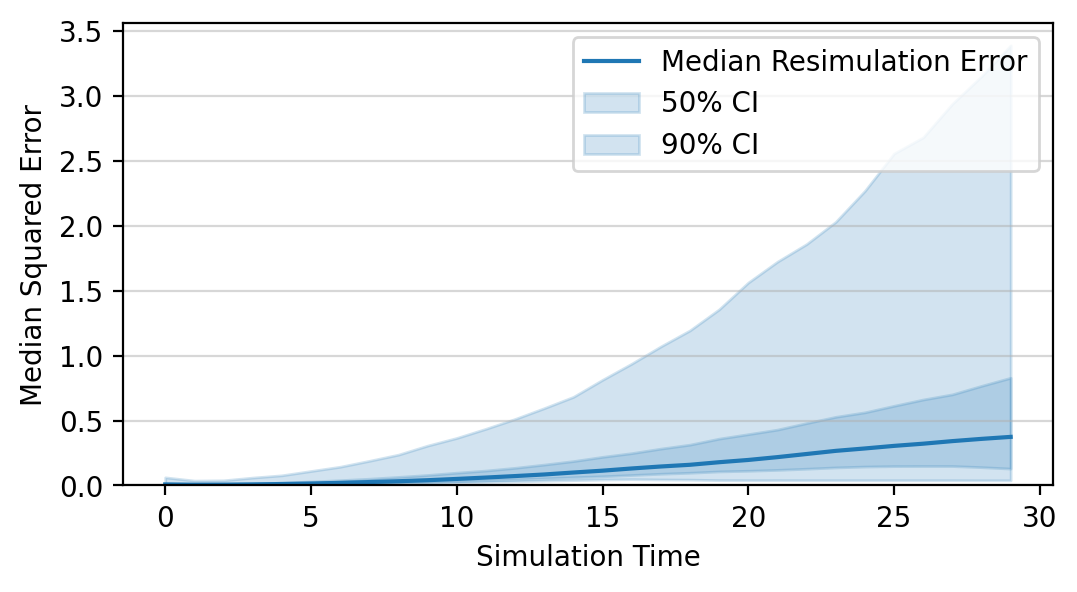 3.5
3.0
2.5
2.0
1.5
1.0
0.5
0.0
Median Squared Error
Median Resimulation Error
50% CI
90% CI
0 5 10 15 20 25 30
Simulation Time